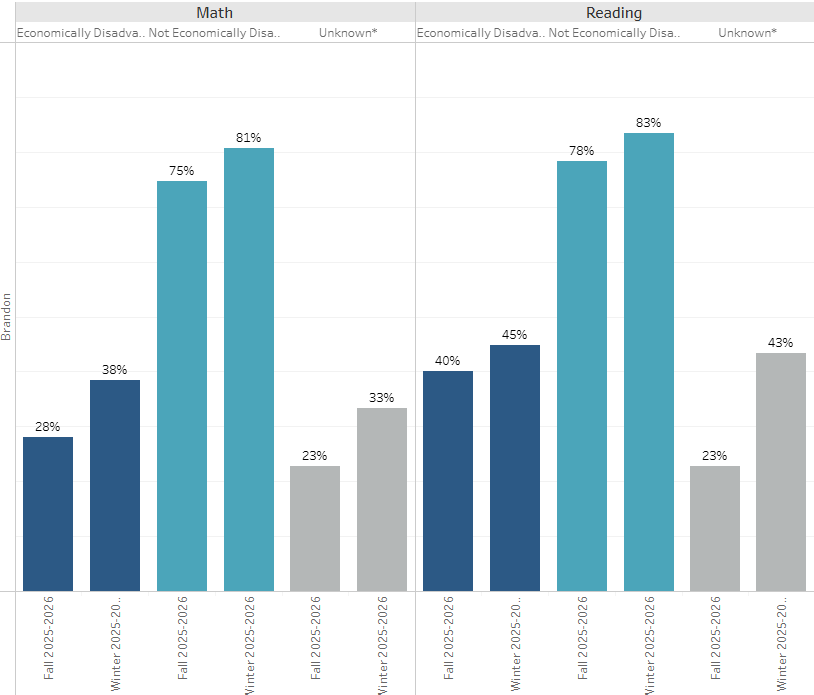 Math
Reading
Economically Disadva.. Not Economically Disa.. Unknown*
Economically Disadva.. Not Economically Disa.. Unknown*
Brandon
28%
38%
75%
81%
23%
33%
40%
45%
78%
83%
23%
43%
Fall 2025-2026
Winter 2025-20..
Fall 2025-2026
Winter 2025-2026
Fall 2025-2026
Winter 2025-2026
Fall 2025-2026
Winter 2025-20..
Fall 2025-2026
Winter 2025-2026
Fall 2025-2026
Winter 2025-20..